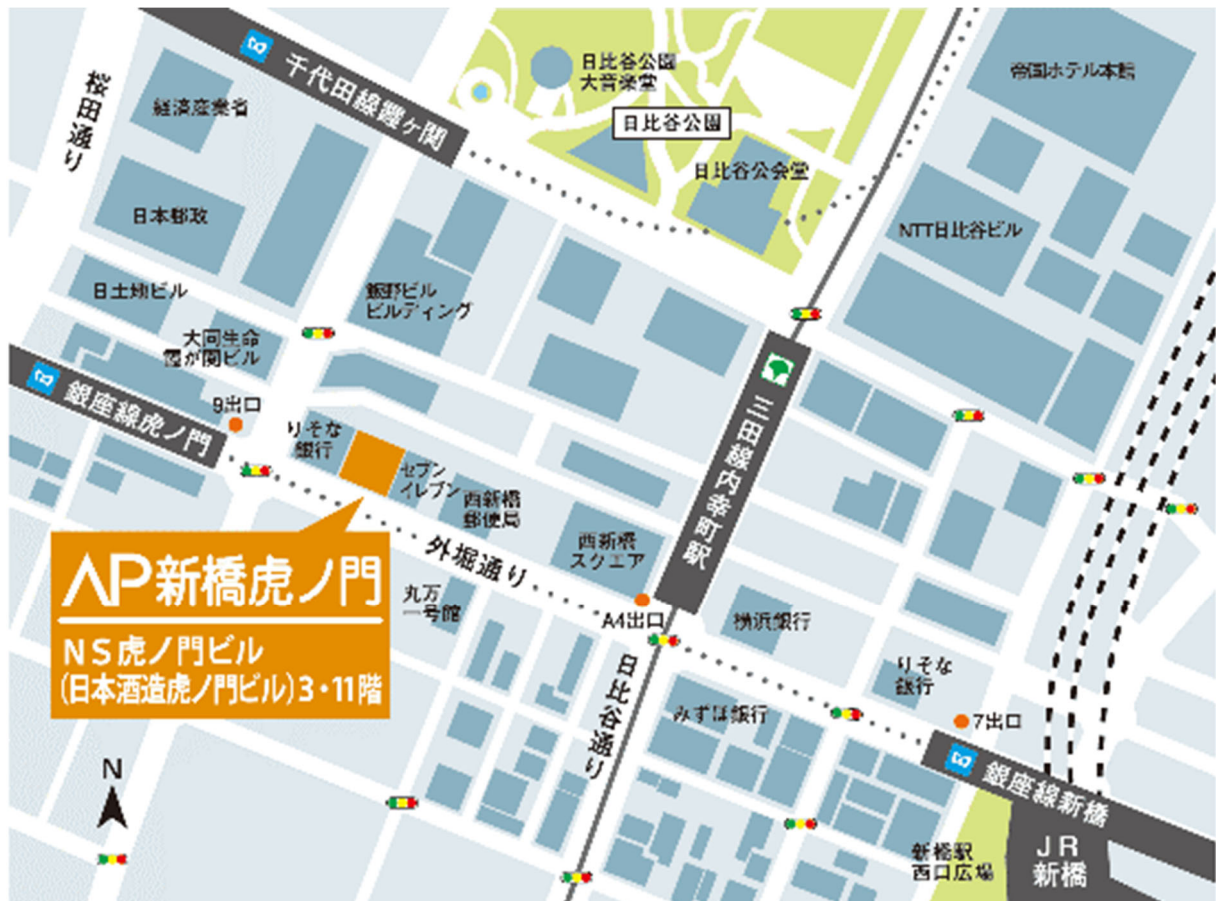 桜田通り
経済産業省
千代田線霞ヶ関
日比谷公園
大音楽堂
日比谷公園
日比谷公会堂
帝国ホテル本館
NTT日比谷ビル
日本郵政
日土地ビル
飯野ビル
ビルディング
大同生命
霞が関ビル
銀座線虎ノ門
9出口
りそな
銀行
セブン
イレブン
西新橋
郵便局
外堀通り
西新橋
スクエア
三田線内幸町駅
A4出口
丸万
一号館
AP新橋虎ノ門
NS虎ノ門ビル
(日本酒造虎ノ門ビル)3・11階
横浜銀行
日比谷通り
みずほ銀行
りそな
銀行
7出口
銀座線新橋
新橋駅
西口広場
JR
新橋
N